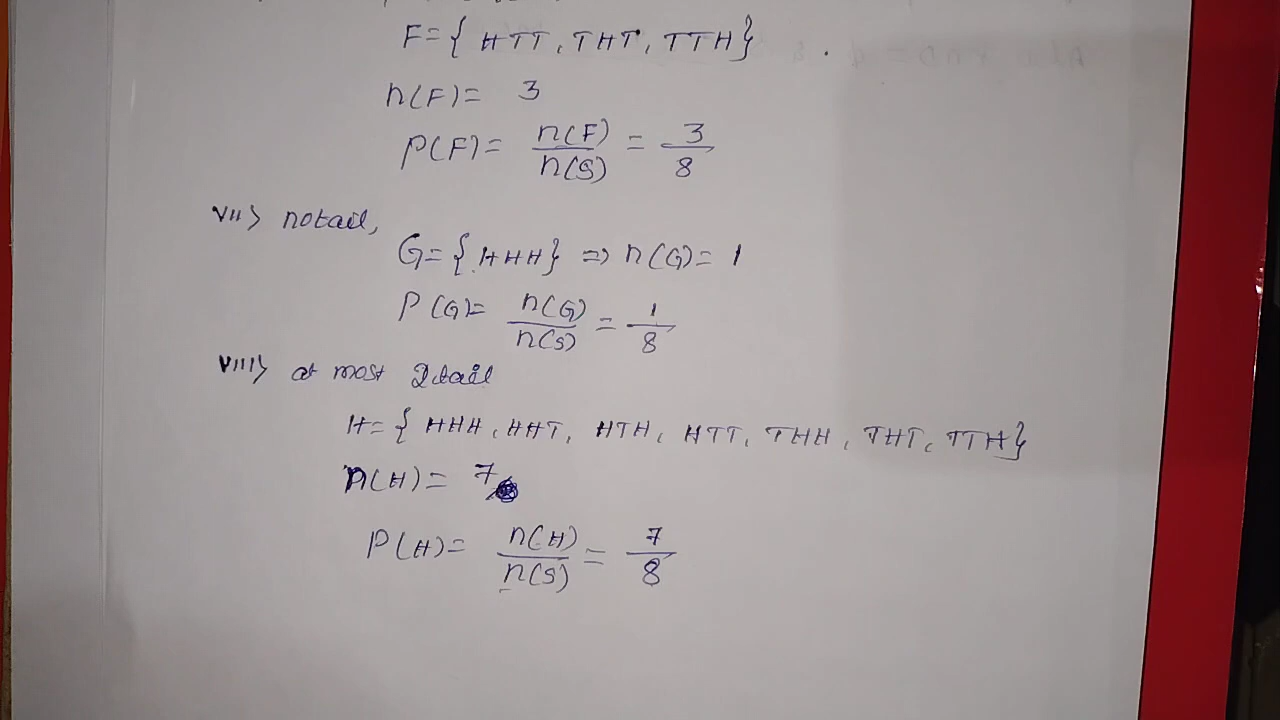 F = { HTT, THT, TTH }
n(F) = 3
P(F) = n(F)/n(S) = 3/8
vii> no tail,
G = { HHH } => n(G) = 1
P(G) = n(G)/n(S) = 1/8
viii> at most 2 tail
H = { HHH, HHT, HTH, HTT, THH, THT, TTH }
n(H) = 7
P(H) = n(H)/n(S) = 7/8